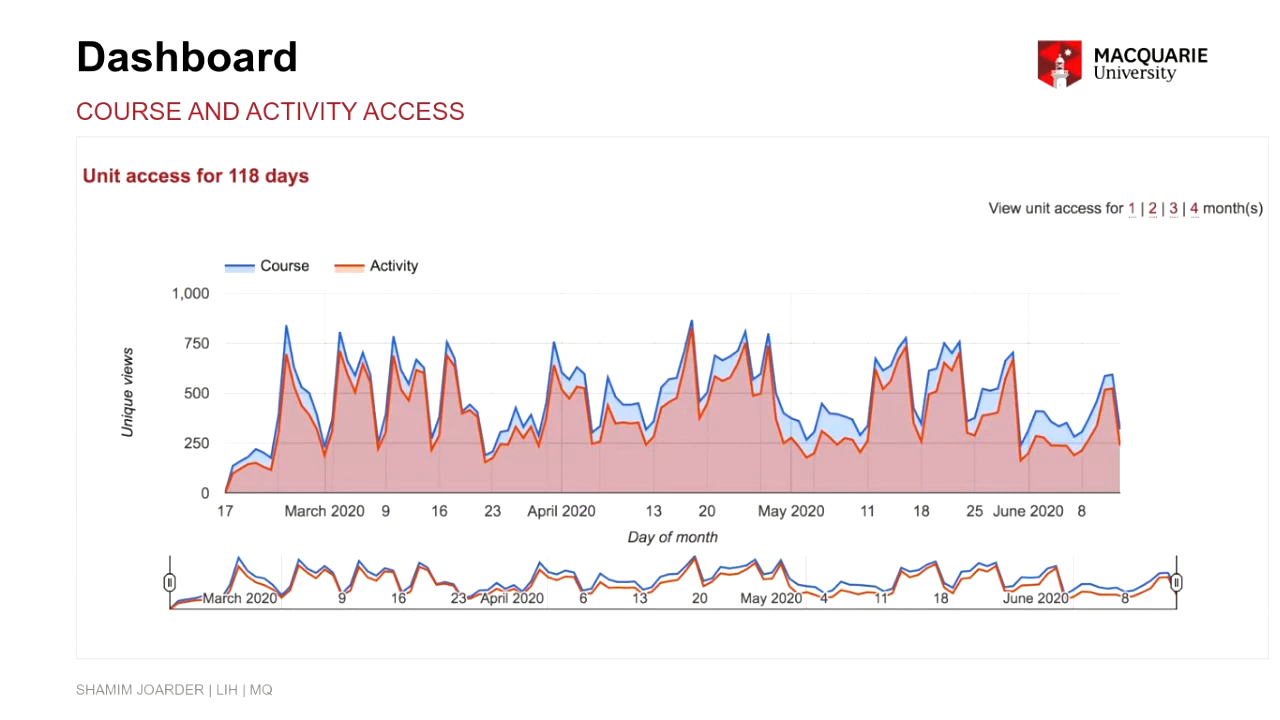 Dashboard
MACQUARIE
University
COURSE AND ACTIVITY ACCESS
Unit access for 118 days
View unit access for 1 | 2 | 3 | 4 month(s)
Course Activity
1,000
750
500
250
0
Unique views
17 March 2020 9 16 23 April 2020 13 20 May 2020 11 18 25 June 2020 8
Day of month
March 2020 9 16 23 April 2020 6 13 20 May 2020 4 11 18 June 2020 8
SHAMIM JOARDER | LIH | MQ